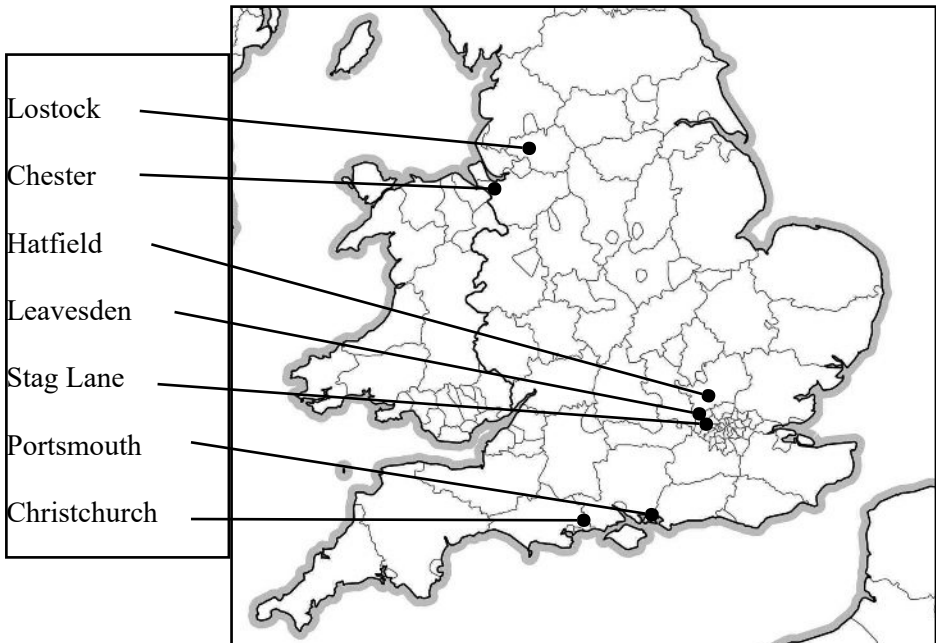 Lostock
Chester
Hatfield
Leavesden
Stag Lane
Portsmouth
Christchurch